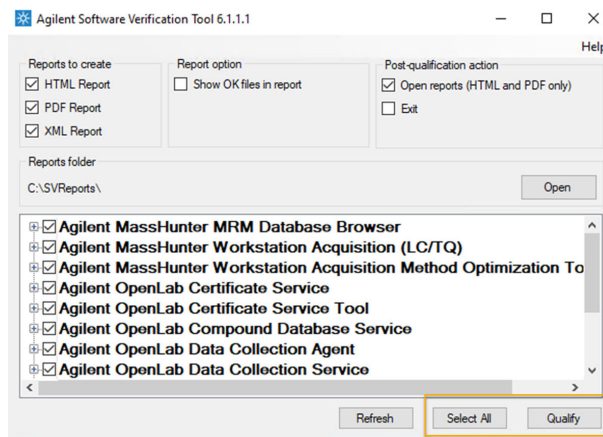 Agilent Software Verification Tool 6.1.1.1
Help
Reports to create
HTML Report
PDF Report
XML Report
Report option
Show OK files in report
Post-qualification action
Open reports (HTML and PDF only)
Exit
Reports folder
C:\SVReports\
Open
Agilent MassHunter MRM Database Browser
Agilent MassHunter Workstation Acquisition (LC/TQ)
Agilent MassHunter Workstation Acquisition Method Optimization To
Agilent OpenLab Certificate Service
Agilent OpenLab Certificate Service Tool
Agilent OpenLab Compound Database Service
Agilent OpenLab Data Collection Agent
Agilent OpenLab Data Collection Service
Refresh
Select All
Qualify